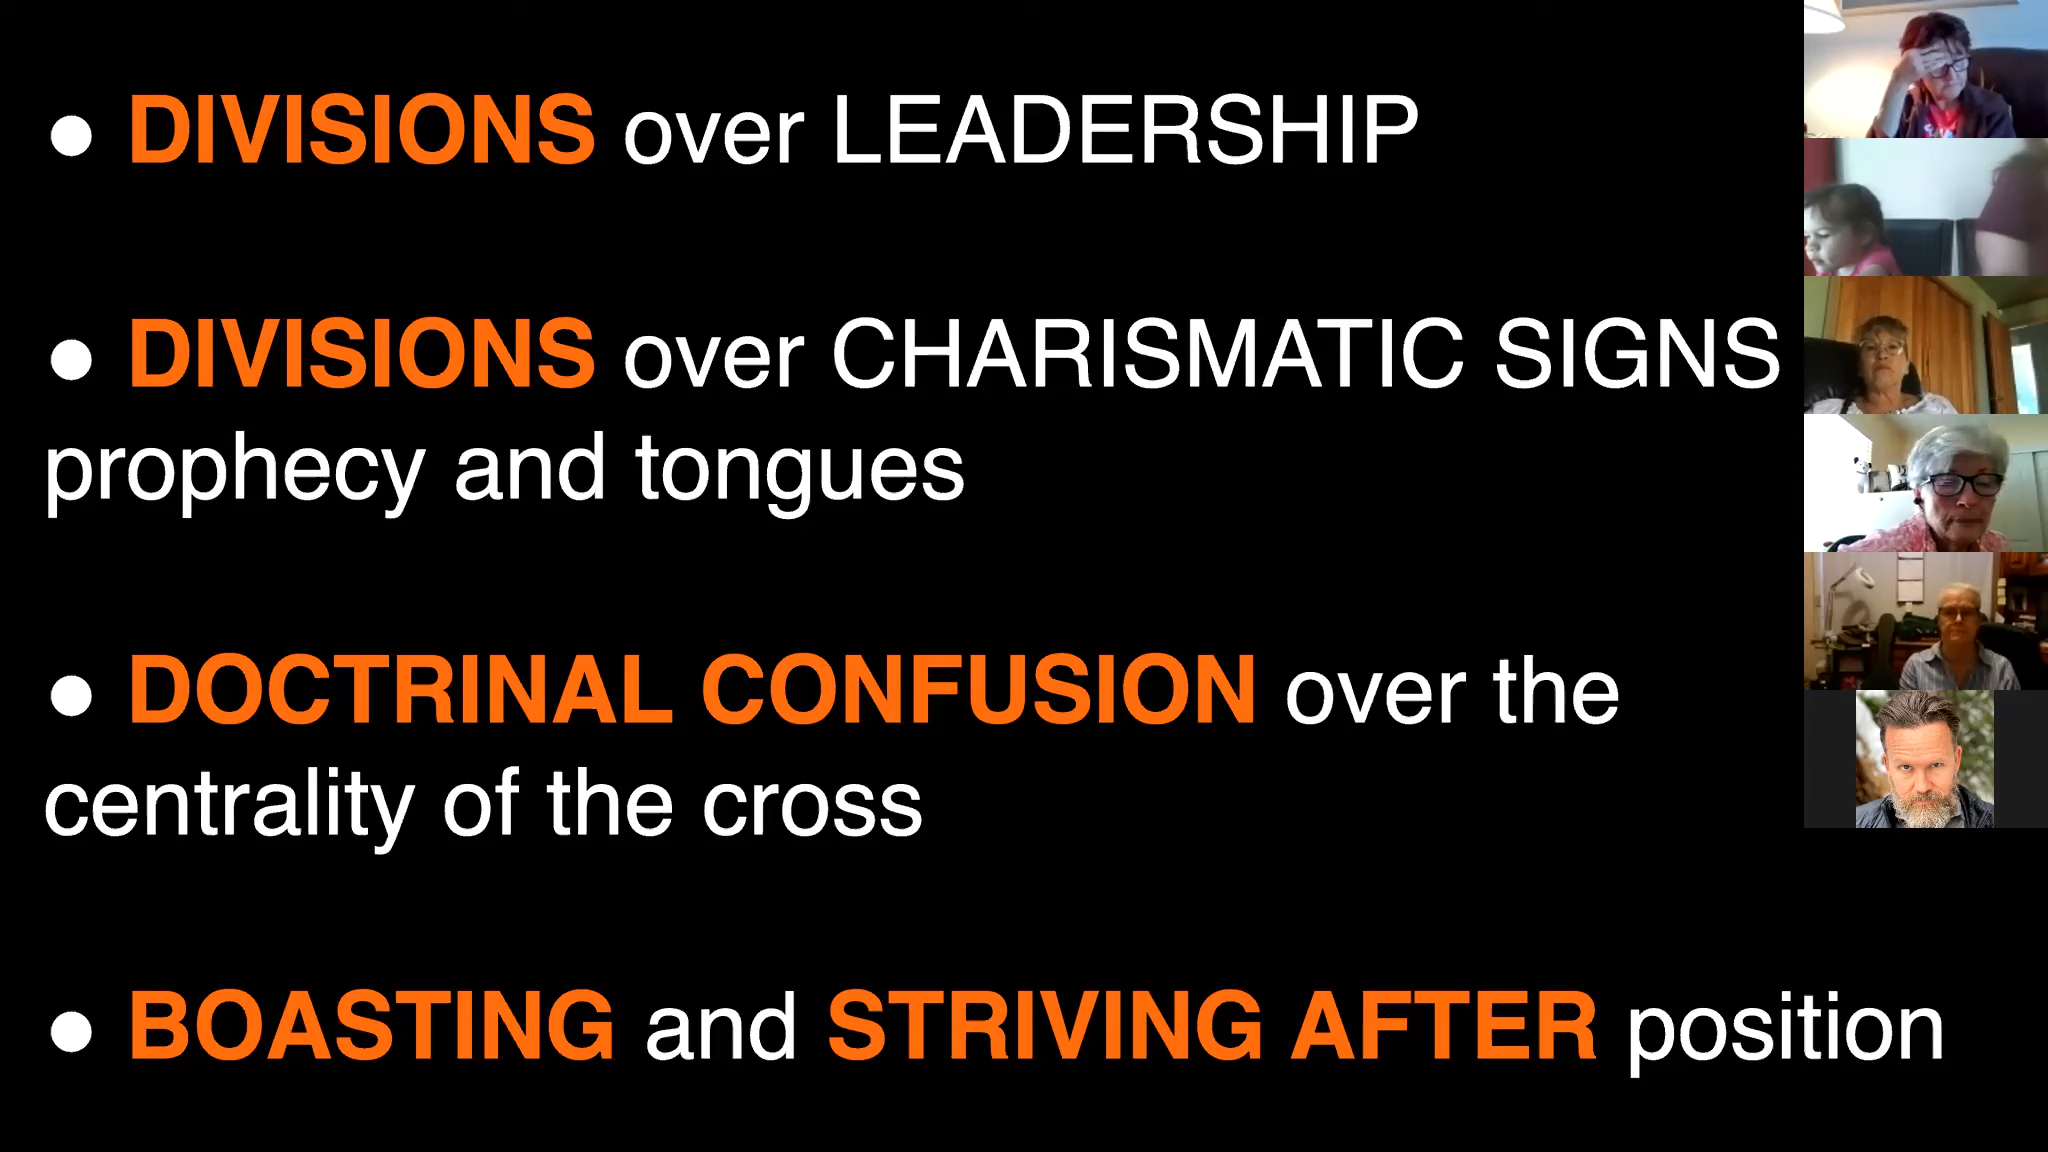 ● DIVISIONS over LEADERSHIP
● DIVISIONS over CHARISMATIC SIGNS
prophecy and tongues
● DOCTRINAL CONFUSION over the
centrality of the cross
● BOASTING and STRIVING AFTER position